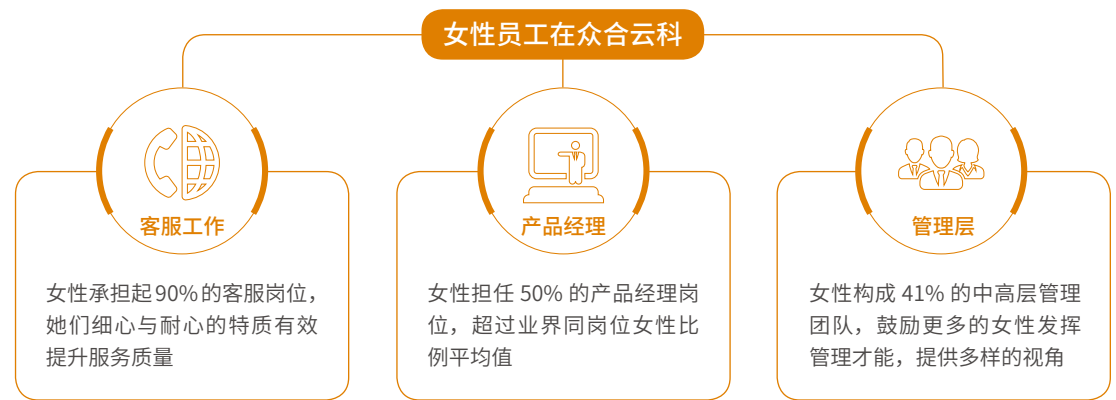 女性员工在众合云科
客服工作
女性承担起90%的客服岗位，
她们细心与耐心的特质有效
提升服务质量
产品经理
女性担任 50% 的产品经理岗
位，超过业界同岗位女性比
例平均值
管理层
女性构成 41% 的中高层管理
团队，鼓励更多的女性发挥
管理才能，提供多样的视角